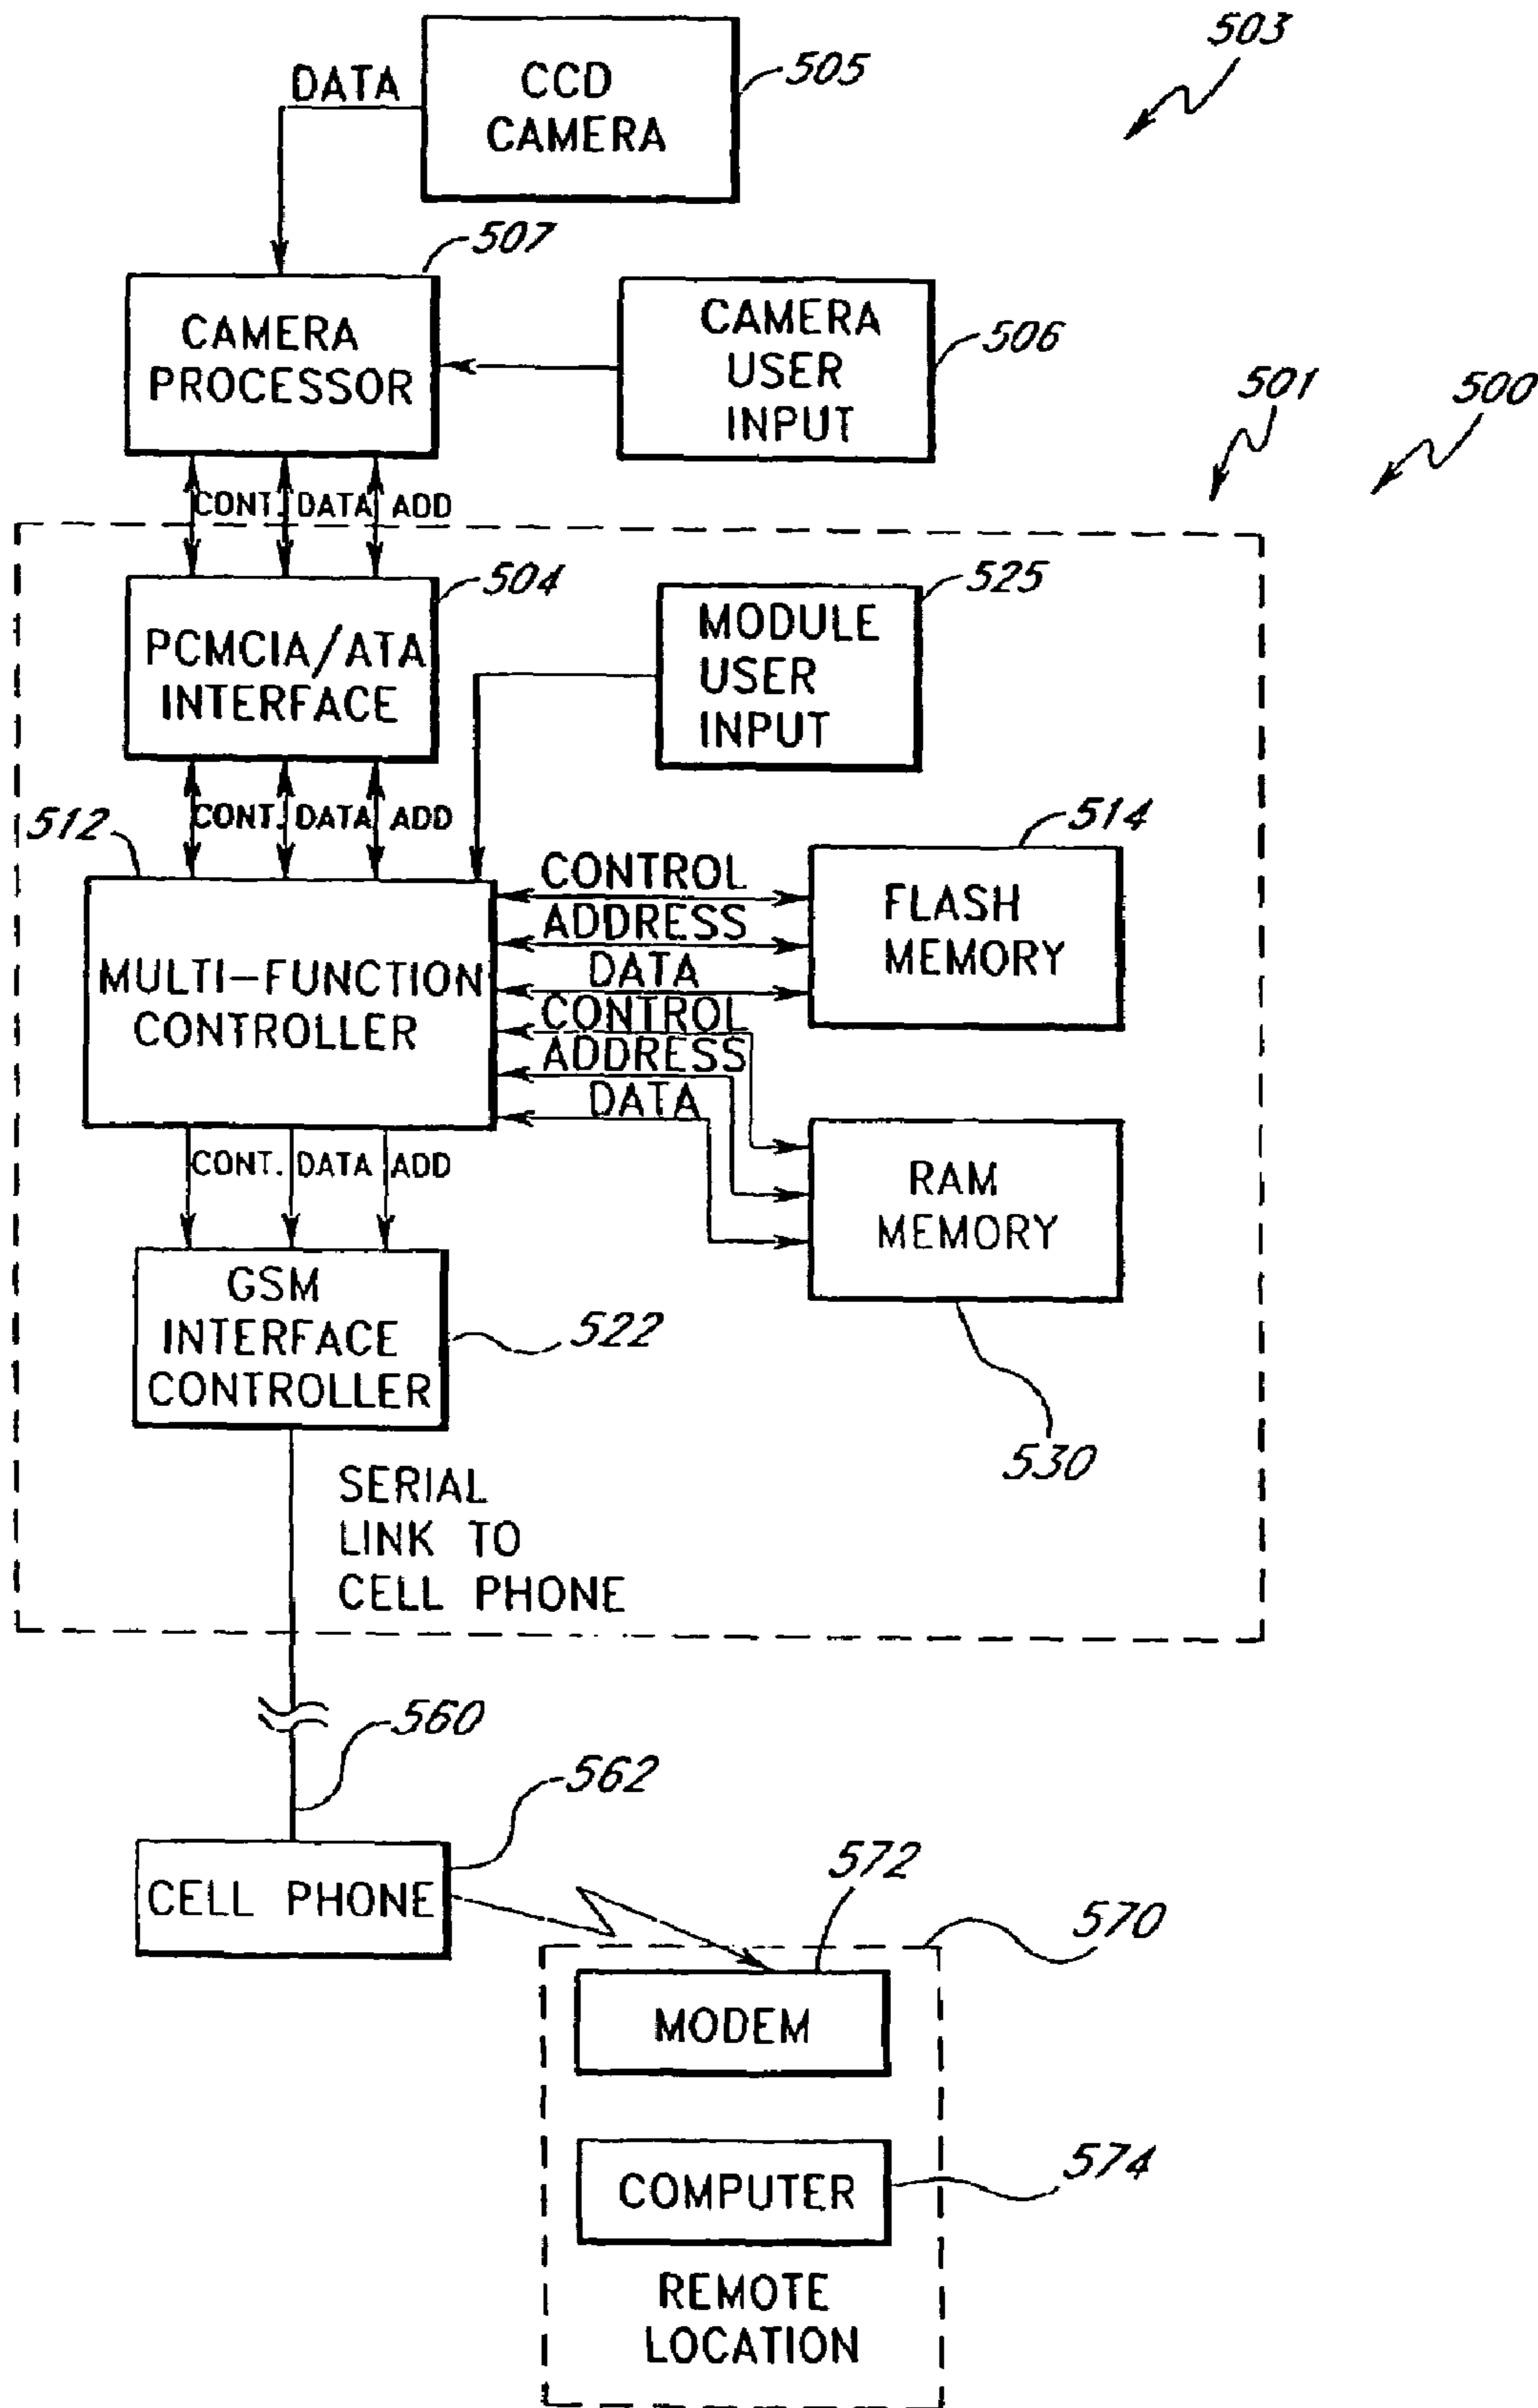 503
CCD
CAMERA
505
DATA
507
CAMERA
PROCESSOR
CAMERA
USER
INPUT
506
501
500
CONT. DATA ADD
504
PCMCIA/ATA
INTERFACE
525
MODULE
USER
INPUT
CONT. DATA ADD
512
514
CONTROL
ADDRESS
DATA
FLASH
MEMORY
MULTI-FUNCTION
CONTROLLER
CONTROL
ADDRESS
DATA
RAM
MEMORY
530
CONT. DATA ADD
GSM
INTERFACE
CONTROLLER
522
SERIAL
LINK TO
CELL PHONE
560
562
CELL PHONE
572
570
MODEM
COMPUTER
574
REMOTE
LOCATION